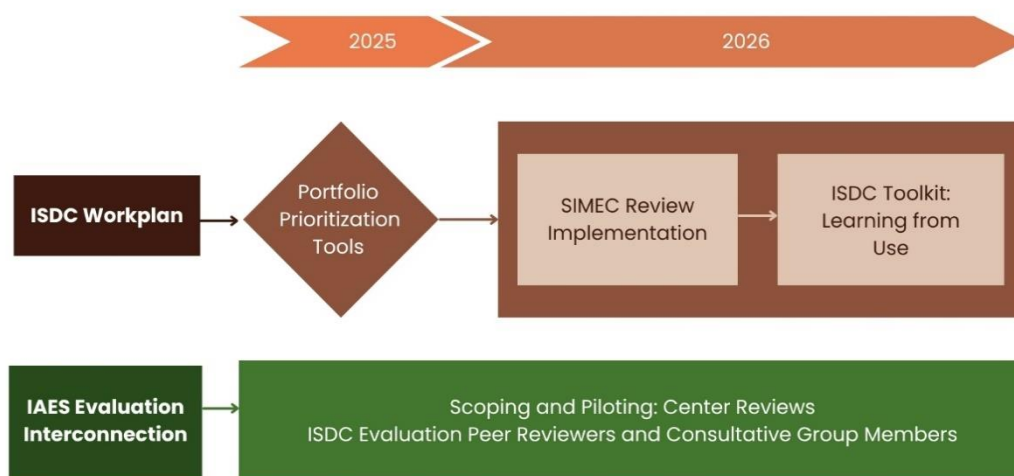 2025
2026
ISDC Workplan
Portfolio
Prioritization
Tools
SIMEC Review
Implementation
ISDC Toolkit:
Learning from
Use
IAES Evaluation
Interconnection
Scoping and Piloting: Center Reviews
ISDC Evaluation Peer Reviewers and Consultative Group Members